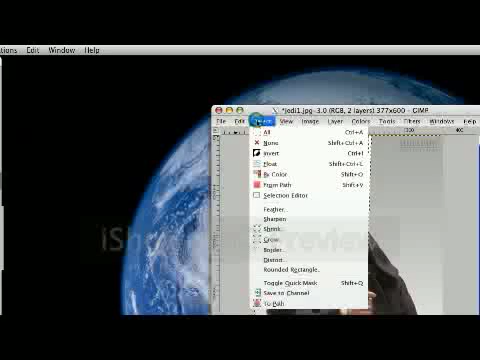 ations Edit Window Help
*jedi1.jpg-3.0 (RGB, 2 layers) 377x600 – GIMP
File Edit Select View Image Layer Colors Tools Filters Windows Help
300 400
All Ctrl+A
None Shift+Ctrl+A
Invert Ctrl+I
Float Shift+Ctrl+L
By Color Shift+O
From Path Shift+V
Selection Editor
Feather...
Sharpen
Shrink...
Grow...
Border...
Distort...
Rounded Rectangle...
Toggle Quick Mask Shift+Q
Save to Channel
To Path